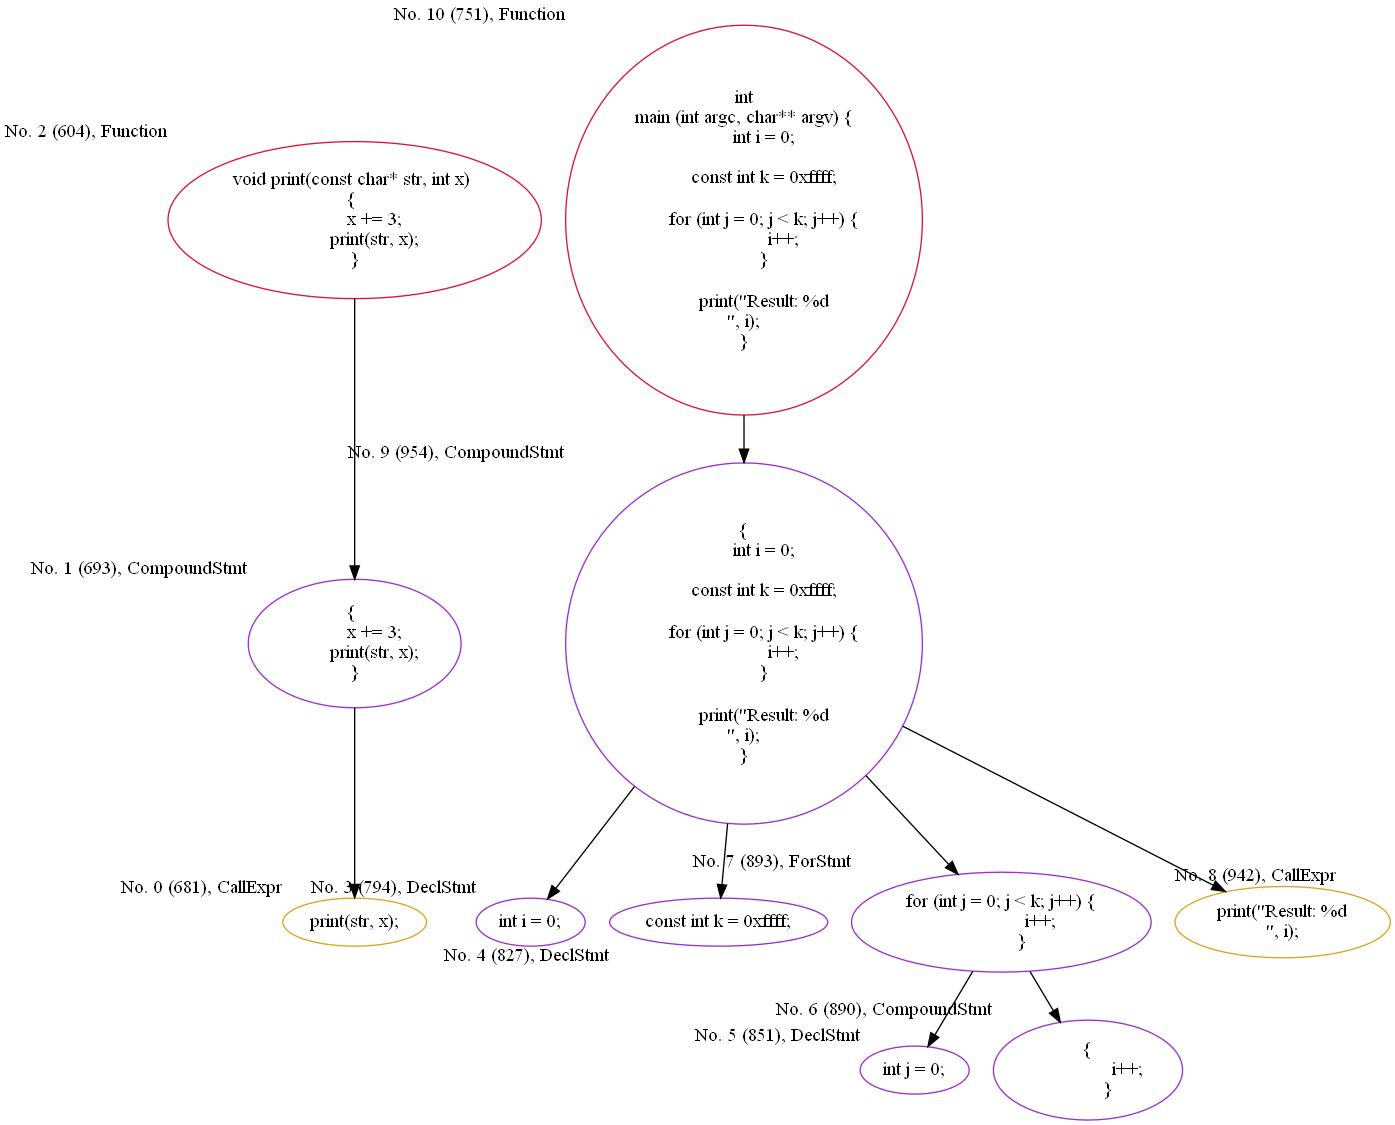 No. 10 (751), Function
int
main (int argc, char** argv) {
int i = 0;
const int k = 0xffff;
for (int j = 0; j < k; j++) {
i++;
}
print("Result: %d
", i);
}
No. 2 (604), Function
void print(const char* str, int x)
{
x += 3;
print(str, x);
}
No. 9 (954), CompoundStmt
{
int i = 0;
const int k = 0xffff;
for (int j = 0; j < k; j++) {
i++;
}
print("Result: %d
", i);
}
No. 1 (693), CompoundStmt
{
x += 3;
print(str, x);
}
No. 0 (681), CallExpr
print(str, x);
No. 3 (794), DeclStmt
int i = 0;
No. 4 (827), DeclStmt
const int k = 0xffff;
No. 7 (893), ForStmt
for (int j = 0; j < k; j++) {
i++;
}
No. 8 (942), CallExpr
print("Result: %d
", i);
No. 6 (890), CompoundStmt
No. 5 (851), DeclStmt
int j = 0;
{
i++;
}